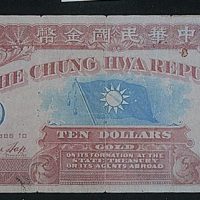 中華民國金幣
THE CHUNG HWA REPU
TEN DOLLARS
GOLD
ON ITS FORMATION AT THE
STATE TREASURY
OR ITS AGENTS ABROAD